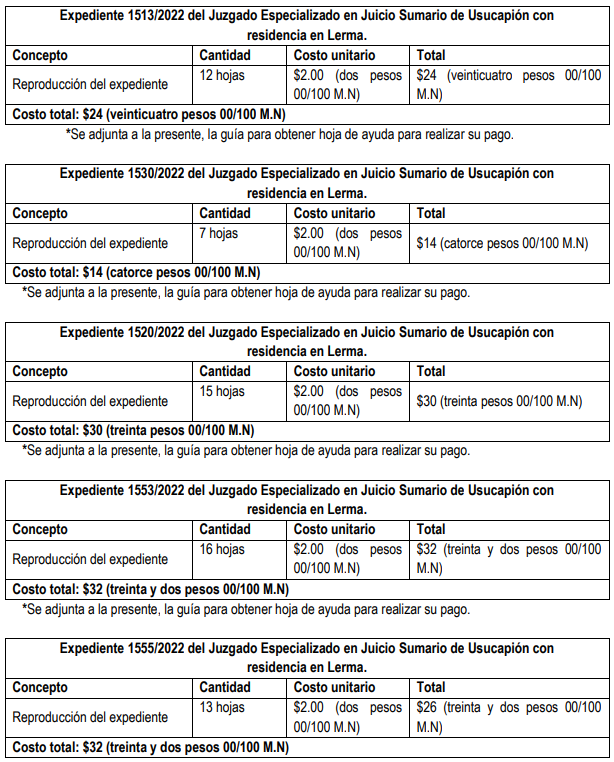 Expediente 1513/2022 del Juzgado Especializado en Juicio Sumario de Usucapión con
residencia en Lerma.
Concepto Cantidad Costo unitario Total
Reproducción del expediente 12 hojas $2.00 (dos pesos 00/100 M.N) $24 (veinticuatro pesos 00/100 M.N)
Costo total: $24 (veinticuatro pesos 00/100 M.N)
*Se adjunta a la presente, la guía para obtener hoja de ayuda para realizar su pago.
Expediente 1530/2022 del Juzgado Especializado en Juicio Sumario de Usucapión con
residencia en Lerma.
Concepto Cantidad Costo unitario Total
Reproducción del expediente 7 hojas $2.00 (dos pesos 00/100 M.N) $14 (catorce pesos 00/100 M.N)
Costo total: $14 (catorce pesos 00/100 M.N)
*Se adjunta a la presente, la guía para obtener hoja de ayuda para realizar su pago.
Expediente 1520/2022 del Juzgado Especializado en Juicio Sumario de Usucapión con
residencia en Lerma.
Concepto Cantidad Costo unitario Total
Reproducción del expediente 15 hojas $2.00 (dos pesos 00/100 M.N) $30 (treinta pesos 00/100 M.N)
Costo total: $30 (treinta pesos 00/100 M.N)
*Se adjunta a la presente, la guía para obtener hoja de ayuda para realizar su pago.
Expediente 1553/2022 del Juzgado Especializado en Juicio Sumario de Usucapión con
residencia en Lerma.
Concepto Cantidad Costo unitario Total
Reproducción del expediente 16 hojas $2.00 (dos pesos 00/100 M.N) $32 (treinta y dos pesos 00/100 M.N)
Costo total: $32 (treinta y dos pesos 00/100 M.N)
*Se adjunta a la presente, la guía para obtener hoja de ayuda para realizar su pago.
Expediente 1555/2022 del Juzgado Especializado en Juicio Sumario de Usucapión con
residencia en Lerma.
Concepto Cantidad Costo unitario Total
Reproducción del expediente 13 hojas $2.00 (dos pesos 00/100 M.N) $26 (treinta y dos pesos 00/100 M.N)
Costo total: $32 (treinta y dos pesos 00/100 M.N)